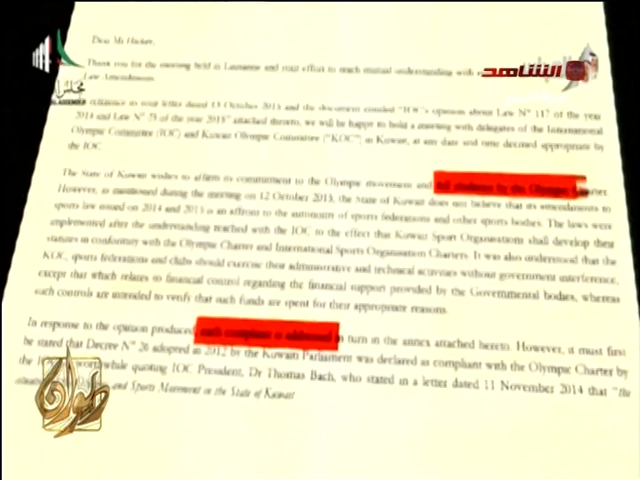 Thank you for the meeting held in Lausanne and your effort to reach mutual understanding with
الشاهد
Law Amendments.
مجلس
reference to your letter dated 13 October 2015 and the document entitled "IOC's opinion about Law N° 117 of the year
2014 and Law N° 75 of the year 2015" attached thereto, we will be happy to hold a meeting with delegates of the International
Olympic Committee (IOC) and Kuwait Olympic Committee ("KOC") in Kuwait, at any date and time deemed appropriate by
the IOC.
The State of Kuwait wishes to affirm its commitment to the Olympic movement and by the Olympic
However, as mentioned during the meeting on 12 October 2015, the State of Kuwait does not believe that its amendments to
sports law issued on 2014 and 2015 is an affront to the autonomy of sports federations and other sports bodies. The laws were
implemented after the understanding reached with the IOC to the effect that Kuwait Sport Organisations shall develop their
statutes in conformity with the Olympic Charter and International Sports Organisation Charters. It was also understood that the
KOC, sports federations and clubs should exercise their administrative and technical activities without government interference,
except that which relates to financial control regarding the financial support provided by the Governmental bodies, whereas
such controls are intended to verify that such funds are spent for their appropriate reasons.
In response to the opinion produced, each complaint is addressed in turn in the annex attached hereto. However, it must first
be stated that Decree N° 26 adopted in 2012 by the Kuwait Parliament was declared as compliant with the Olympic Charter by
the worthwhile quoting IOC President, Dr Thomas Bach, who stated in a letter dated 11 November 2014 that "the
and Sports Movement in the State of Kuwait